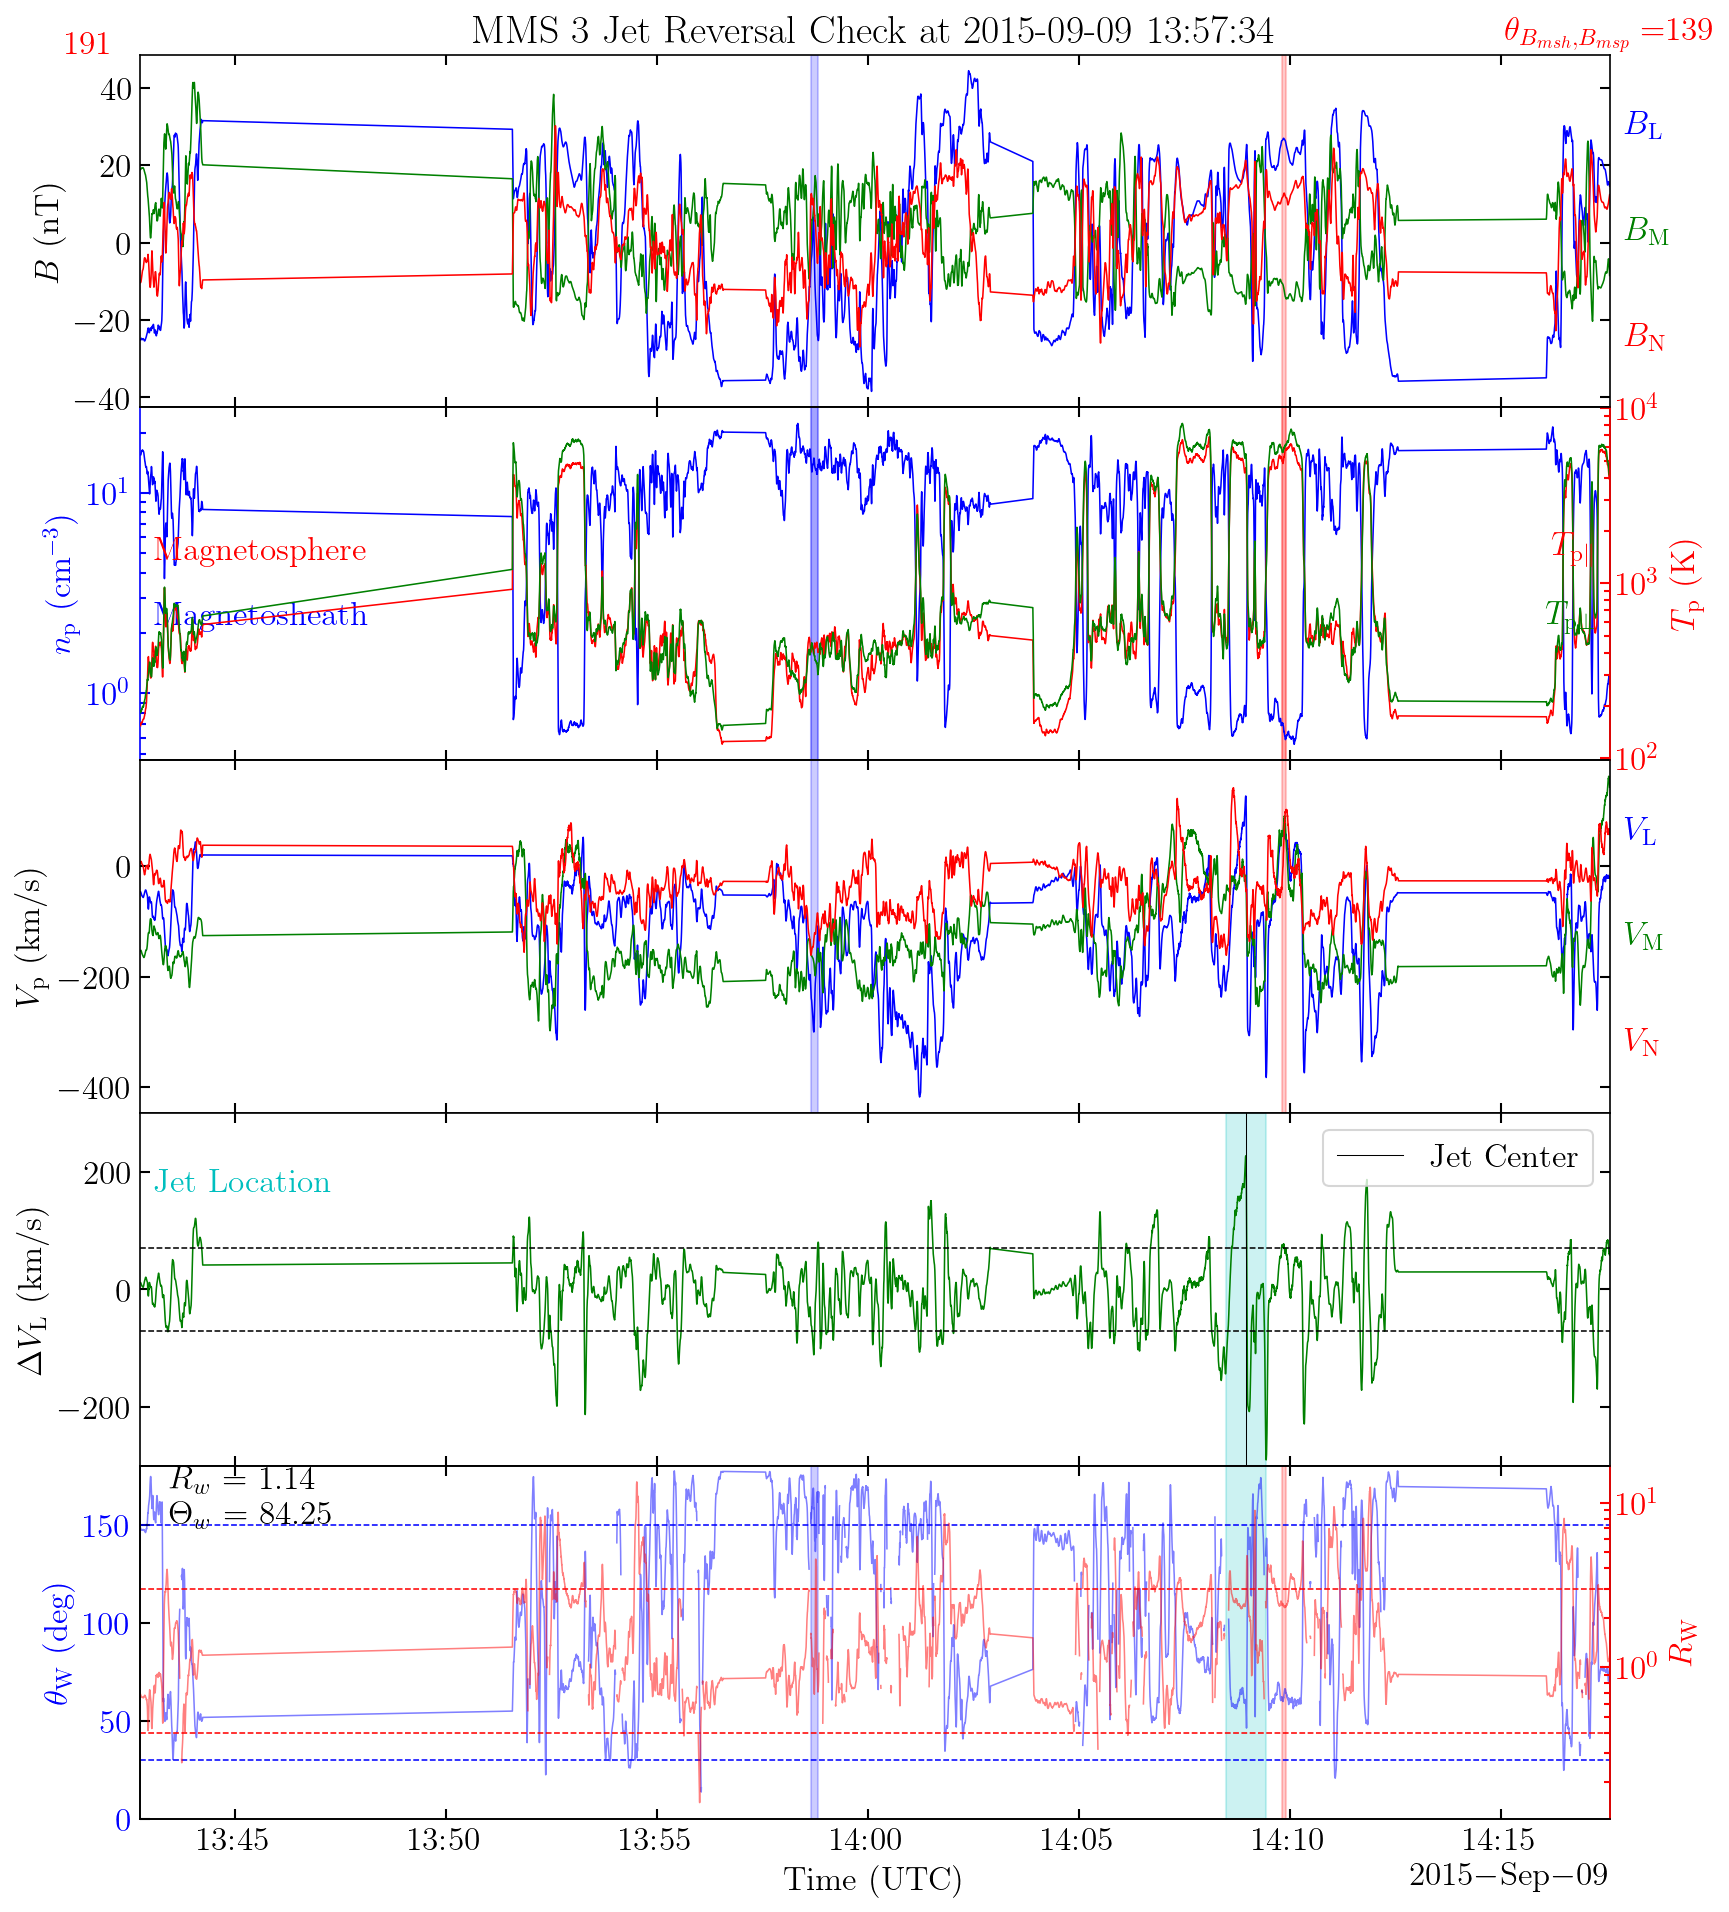 MMS 3 Jet Reversal Check at 2015-09-09 13:57:34
191
θ_{B_{msh},B_{msp}} =139
40
20
0
−20
−40
B (nT)
B_L
B_M
B_N
10^1
10^0
n_p (cm^{−3})
Magnetosphere
Magnetosheath
T_{p∥}
T_{p⊥}
10^4
10^3
10^2
T_p (K)
0
−200
−400
V_p (km/s)
V_L
V_M
V_N
200
0
−200
ΔV_L (km/s)
Jet Location
Jet Center
R_w = 1.14
Θ_w = 84.25
150
100
50
0
θ_W (deg)
10^1
10^0
R_W
13:45 13:50 13:55 14:00 14:05 14:10 14:15
Time (UTC)
2015−Sep−09